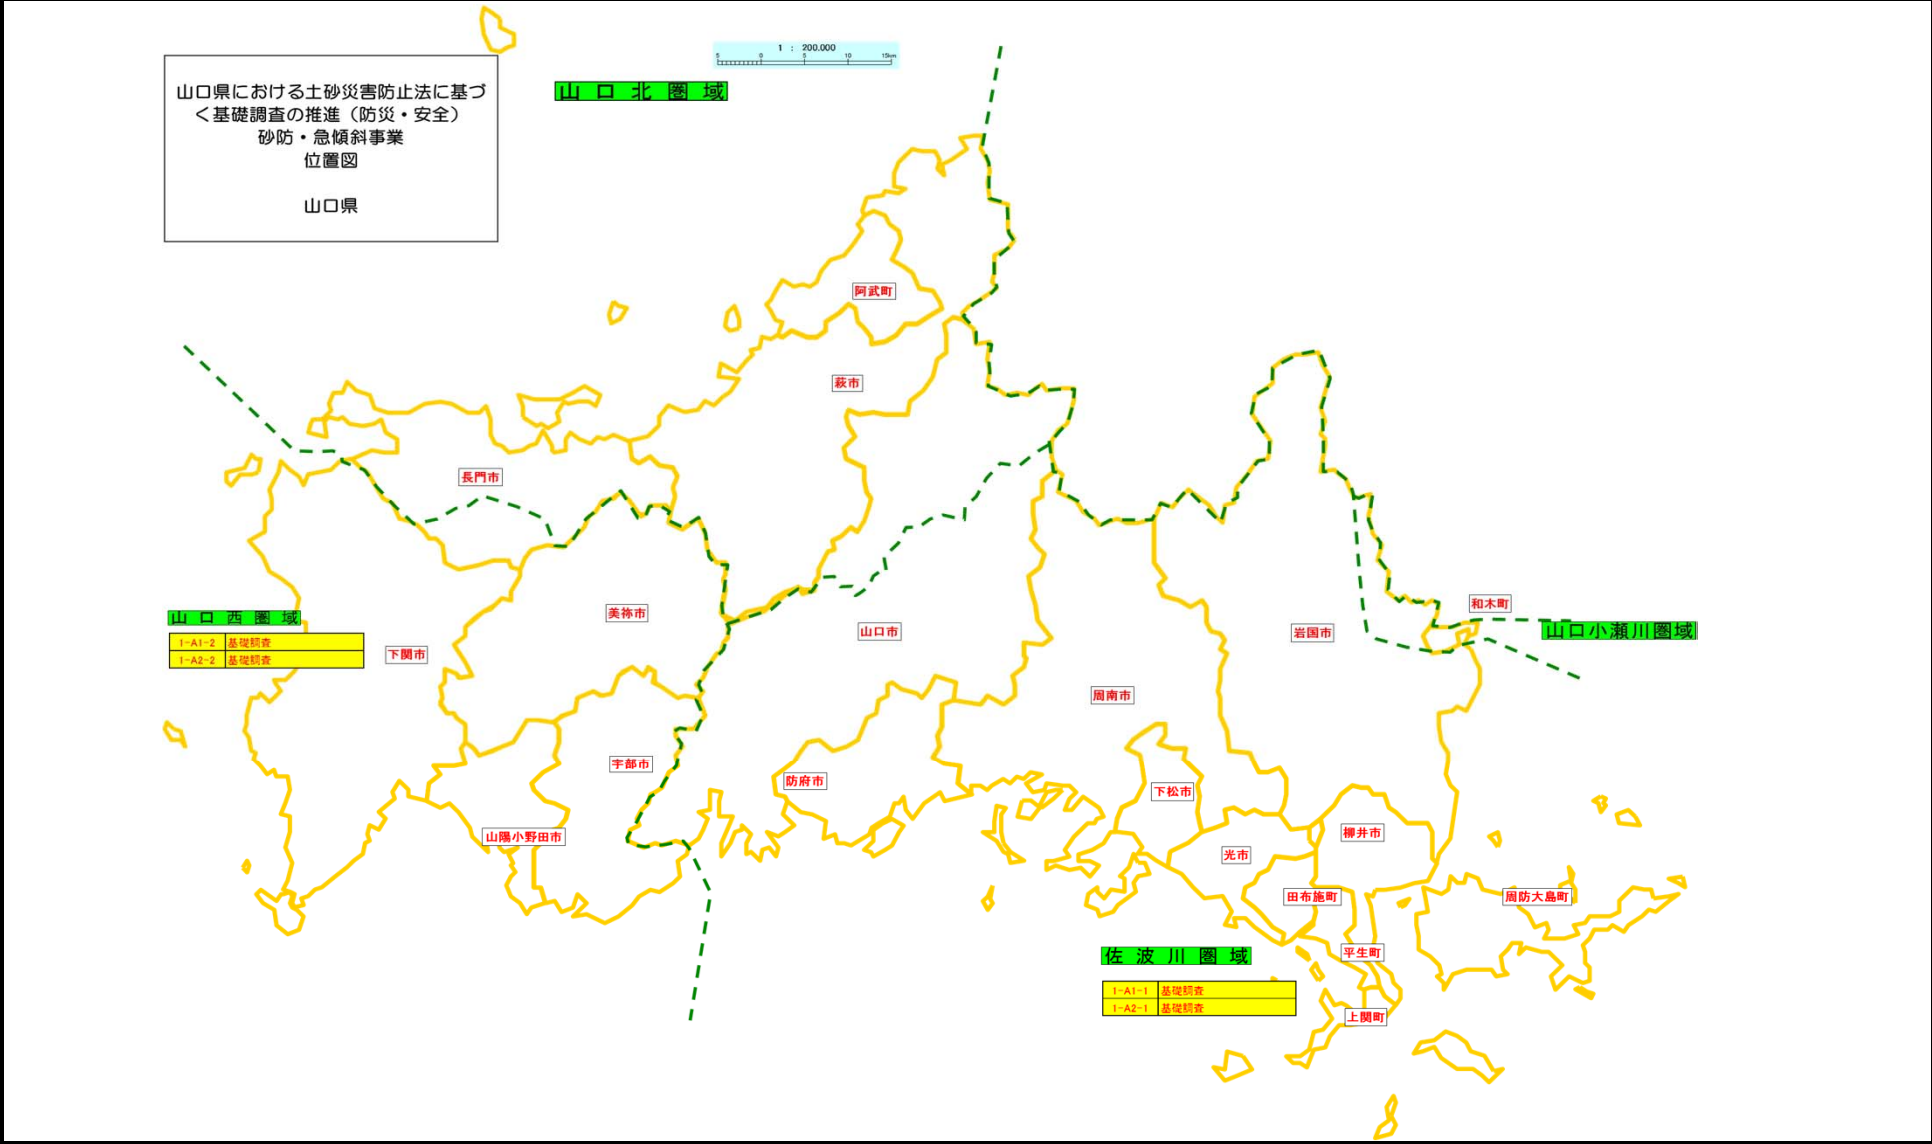 1 : 200,000
5 0 5 10 15km
山口県における土砂災害防止法に基づ
く基礎調査の推進（防災・安全）
砂防・急傾斜事業
位置図
山口県
山口北圏域
阿武町
萩市
長門市
山口西圏域
1-A1-2 基礎調査
1-A2-2 基礎調査
美祢市
下関市
山口市
和木町
岩国市
山口小瀬川圏域
周南市
宇部市
防府市
下松市
山陽小野田市
柳井市
光市
田布施町
周防大島町
平生町
佐波川圏域
1-A1-1 基礎調査
1-A2-1 基礎調査
上関町